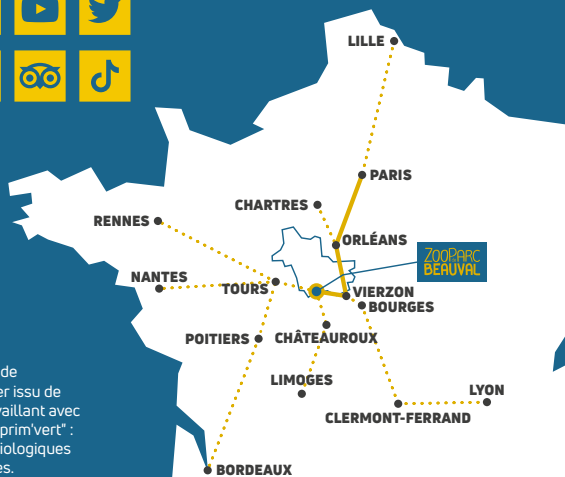 LILLE
PARIS
CHARTRES
RENNES
ORLÉANS
ZOOPARC
DE
BEAUVAL
NANTES
TOURS
VIERZON
BOURGES
POITIERS
CHÂTEAUROUX
LIMOGES
LYON
CLERMONT-FERRAND
BORDEAUX
de
er issu de
vaillant avec
prim'vert" :
iologiques
es.